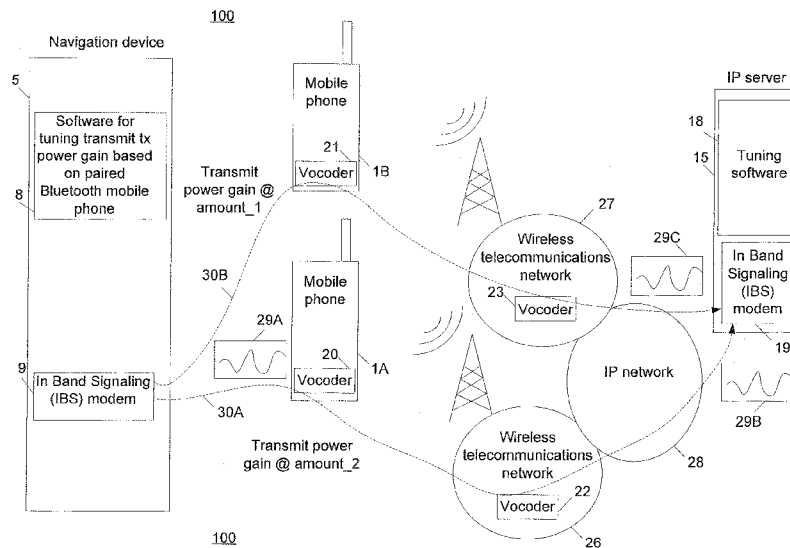 100
Navigation device
5
Software for
tuning transmit tx
power gain based
on paired
Bluetooth mobile
phone
8
Mobile
phone
21
Vocoder
1B
Transmit
power gain @
amount_1
30B
29A
Mobile
phone
20
Vocoder
1A
9
In Band Signaling
(IBS) modem
30A
Transmit power
gain @ amount_2
27
Wireless
telecommunications
network
23
Vocoder
29C
IP network
28
Wireless
telecommunications
network
Vocoder
22
26
IP server
18
15
Tuning
software
In Band
Signaling
(IBS)
modem
19
29B
100